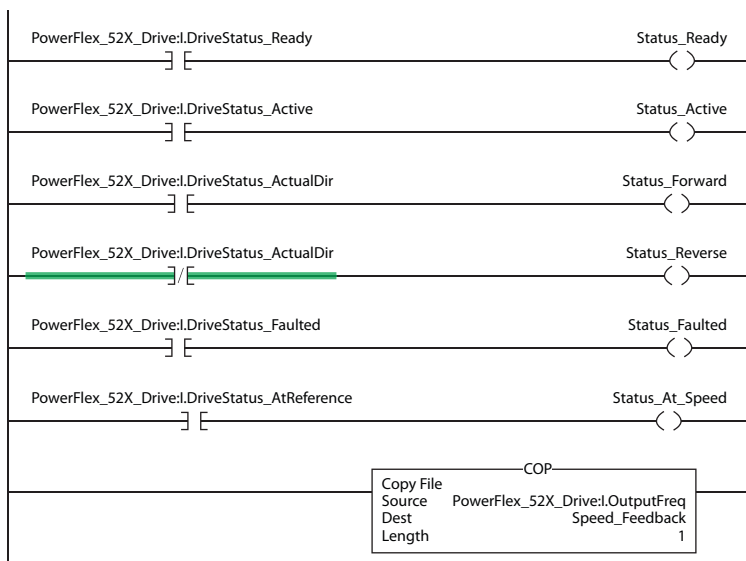 PowerFlex_52X_Drive:I.DriveStatus_Ready Status_Ready
PowerFlex_52X_Drive:I.DriveStatus_Active Status_Active
PowerFlex_52X_Drive:I.DriveStatus_ActualDir Status_Forward
PowerFlex_52X_Drive:I.DriveStatus_ActualDir Status_Reverse
PowerFlex_52X_Drive:I.DriveStatus_Faulted Status_Faulted
PowerFlex_52X_Drive:I.DriveStatus_AtReference Status_At_Speed
COP
Copy File
Source PowerFlex_52X_Drive:I.OutputFreq
Dest Speed_Feedback
Length 1